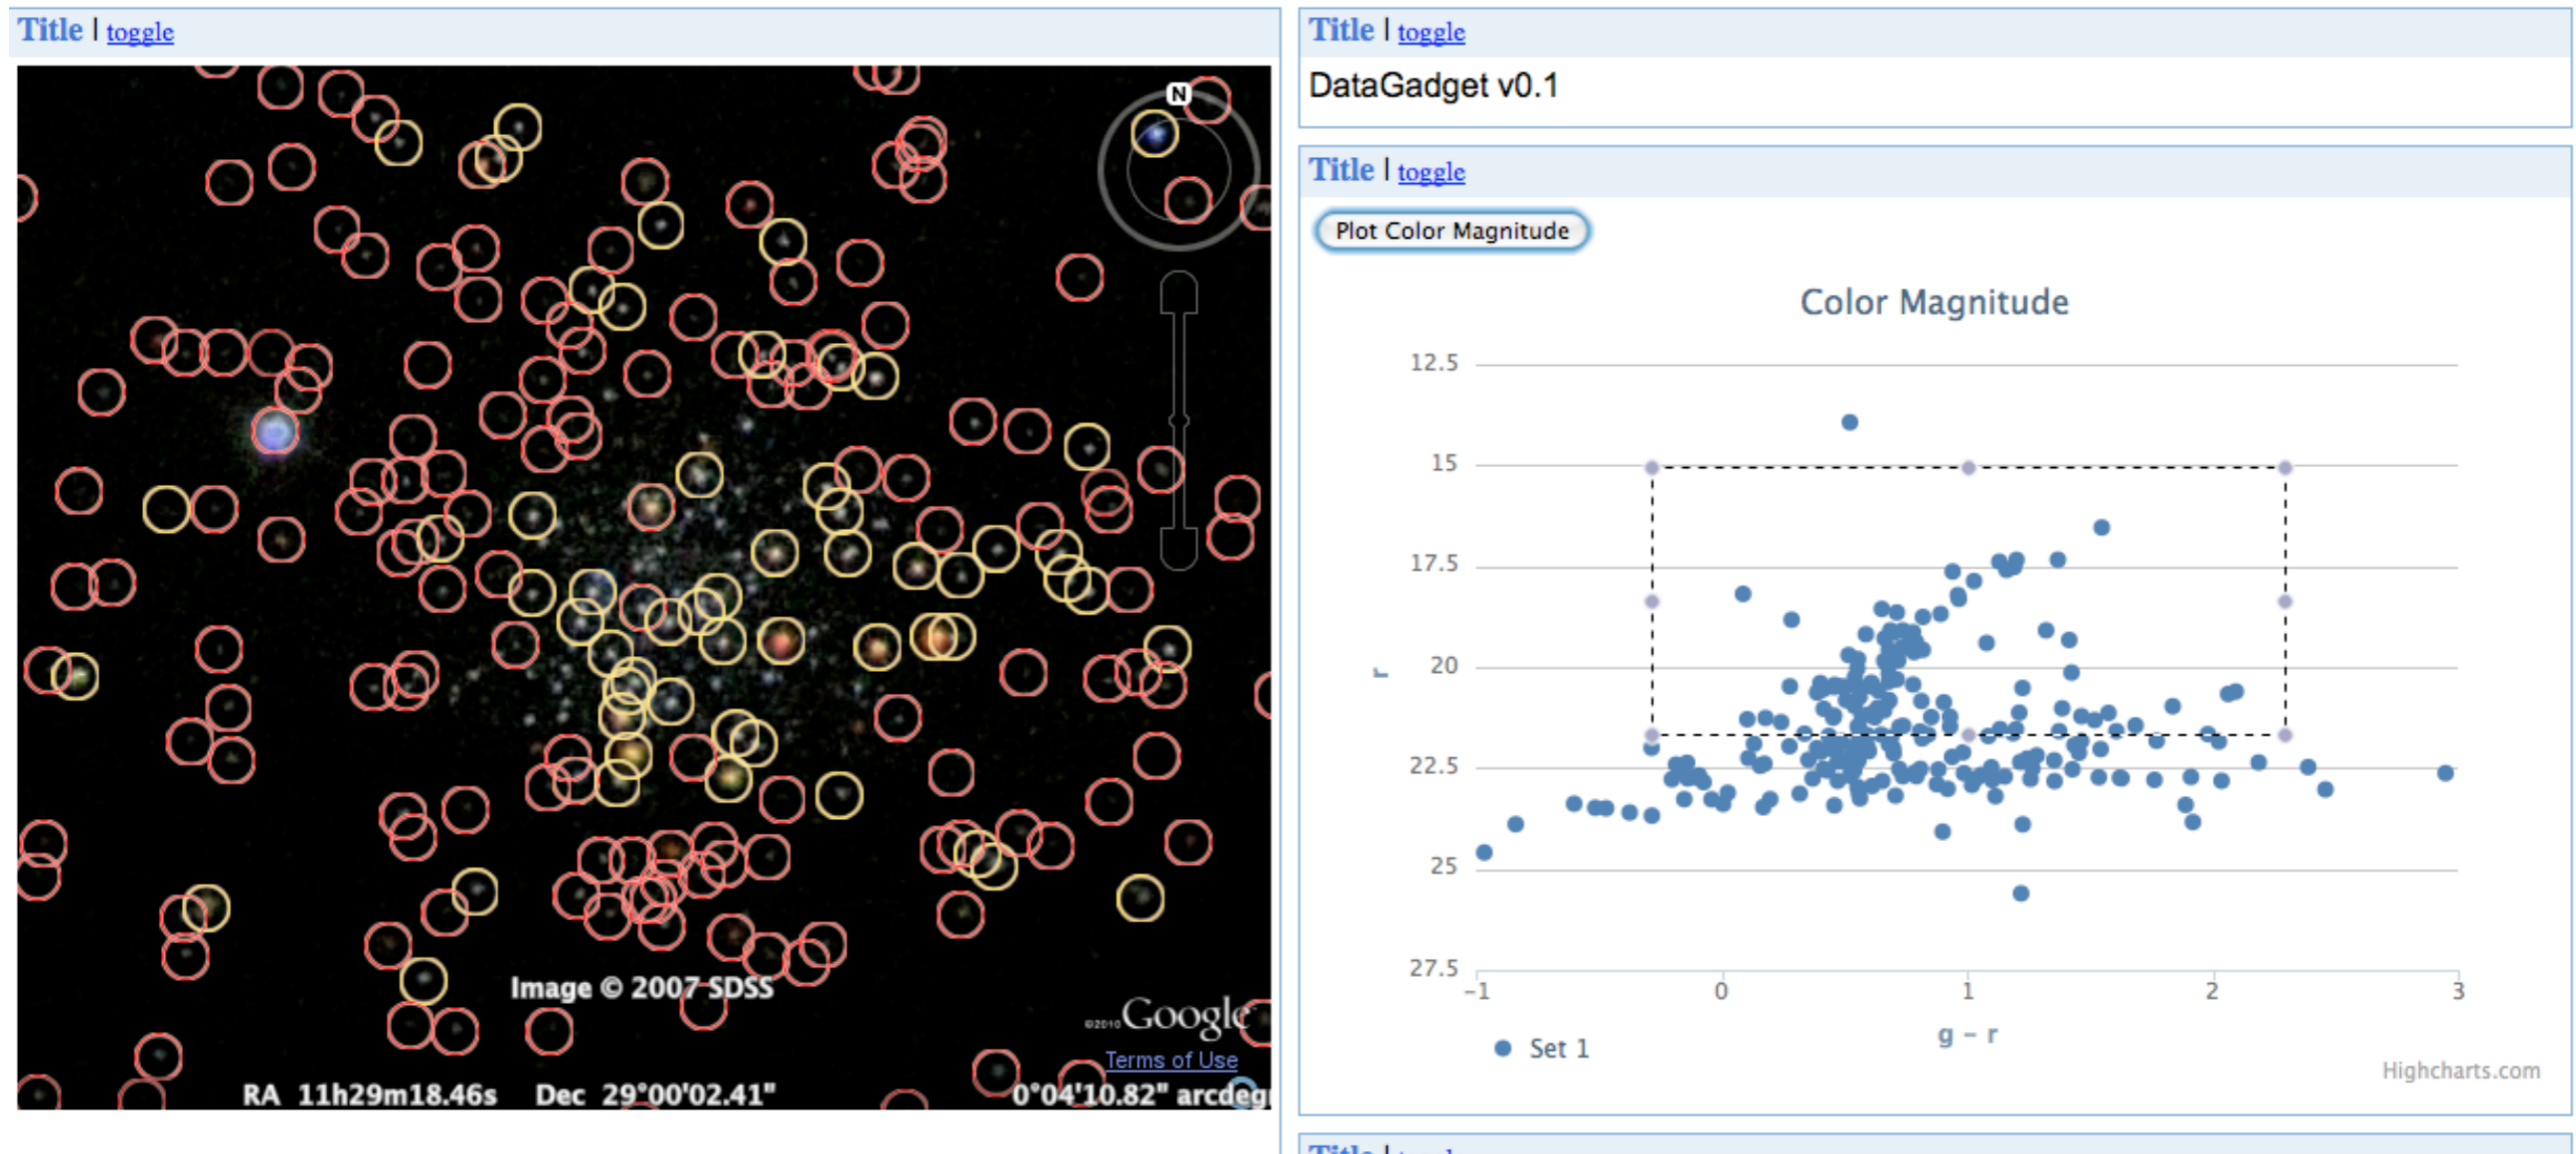 Title | toggle
N
Image © 2007 SDSS
©2010 Google
Terms of Use
RA 11h29m18.46s Dec 29°00'02.41" 0°04'10.82" arcdeg
Title | toggle
DataGadget v0.1
Title | toggle
Plot Color Magnitude
Color Magnitude
12.5
15
17.5
20
22.5
25
27.5
r
-1 0 1 2 3
g - r
Set 1
Highcharts.com